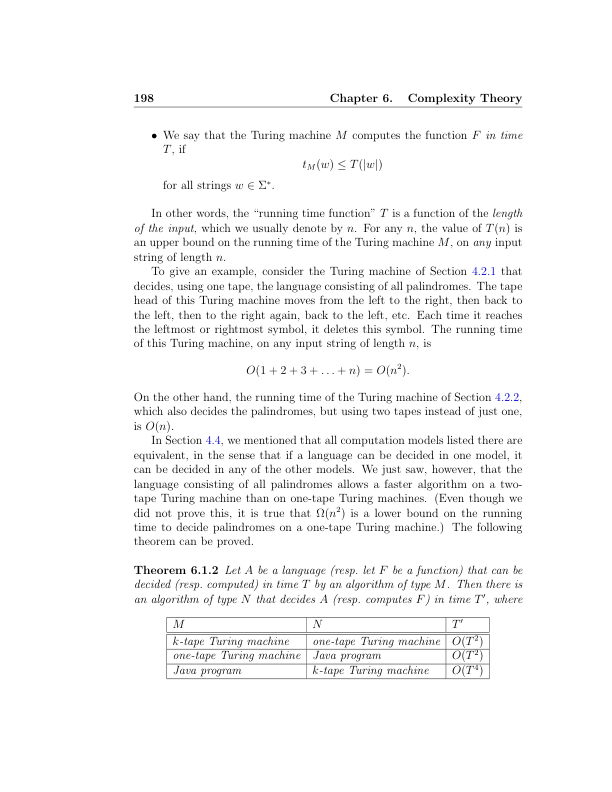 198 Chapter 6. Complexity Theory
• We say that the Turing machine M computes the function F in time
T, if
t_M(w) ≤ T(|w|)
for all strings w ∈ Σ*.
In other words, the “running time function” T is a function of the length
of the input, which we usually denote by n. For any n, the value of T(n) is
an upper bound on the running time of the Turing machine M, on any input
string of length n.
To give an example, consider the Turing machine of Section 4.2.1 that
decides, using one tape, the language consisting of all palindromes. The tape
head of this Turing machine moves from the left to the right, then back to
the left, then to the right again, back to the left, etc. Each time it reaches
the leftmost or rightmost symbol, it deletes this symbol. The running time
of this Turing machine, on any input string of length n, is
O(1 + 2 + 3 + . . . + n) = O(n²).
On the other hand, the running time of the Turing machine of Section 4.2.2,
which also decides the palindromes, but using two tapes instead of just one,
is O(n).
In Section 4.4, we mentioned that all computation models listed there are
equivalent, in the sense that if a language can be decided in one model, it
can be decided in any of the other models. We just saw, however, that the
language consisting of all palindromes allows a faster algorithm on a two-
tape Turing machine than on one-tape Turing machines. (Even though we
did not prove this, it is true that Ω(n²) is a lower bound on the running
time to decide palindromes on a one-tape Turing machine.) The following
theorem can be proved.
Theorem 6.1.2 Let A be a language (resp. let F be a function) that can be
decided (resp. computed) in time T by an algorithm of type M. Then there is
an algorithm of type N that decides A (resp. computes F) in time T′, where
M N T′
k-tape Turing machine one-tape Turing machine O(T²)
one-tape Turing machine Java program O(T²)
Java program k-tape Turing machine O(T⁴)